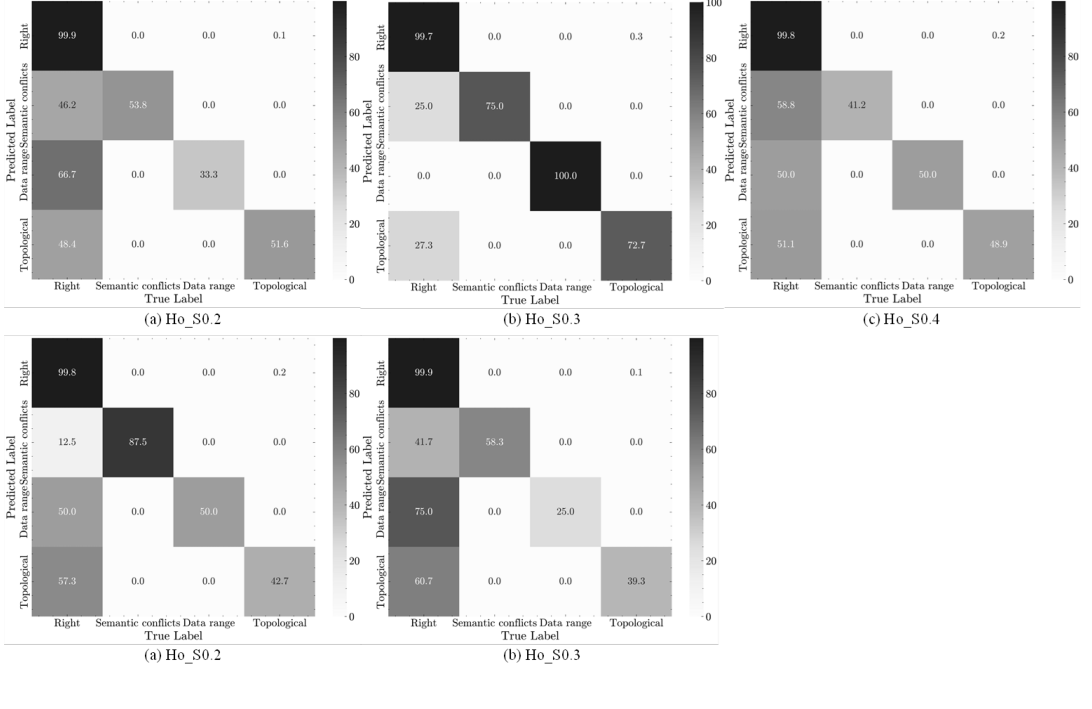 100
Right
99.9 0.0 0.0 0.1
Semantic conflicts
46.2 53.8 0.0 0.0
Data range
66.7 0.0 33.3 0.0
Topological
48.4 0.0 0.0 51.6
Predicted Label
80
60
40
20
0
Right Semantic conflicts Data range Topological
True Label
(a) Ho_S0.2
Right
99.7 0.0 0.0 0.3
Semantic conflicts
25.0 75.0 0.0 0.0
Data range
0.0 0.0 100.0 0.0
Topological
27.3 0.0 0.0 72.7
Predicted Label
80
60
40
20
0
Right Semantic conflicts Data range Topological
True Label
(b) Ho_S0.3
Right
99.8 0.0 0.0 0.2
Semantic conflicts
58.8 41.2 0.0 0.0
Data range
50.0 0.0 50.0 0.0
Topological
51.1 0.0 0.0 48.9
Predicted Label
80
60
40
20
0
Right Semantic conflicts Data range Topological
True Label
(c) Ho_S0.4
Right
99.8 0.0 0.0 0.2
Semantic conflicts
12.5 87.5 0.0 0.0
Data range
50.0 0.0 50.0 0.0
Topological
57.3 0.0 0.0 42.7
Predicted Label
80
60
40
20
0
Right Semantic conflicts Data range Topological
True Label
(a) Ho_S0.2
Right
99.9 0.0 0.0 0.1
Semantic conflicts
41.7 58.3 0.0 0.0
Data range
75.0 0.0 25.0 0.0
Topological
60.7 0.0 0.0 39.3
Predicted Label
80
60
40
20
0
Right Semantic conflicts Data range Topological
True Label
(b) Ho_S0.3